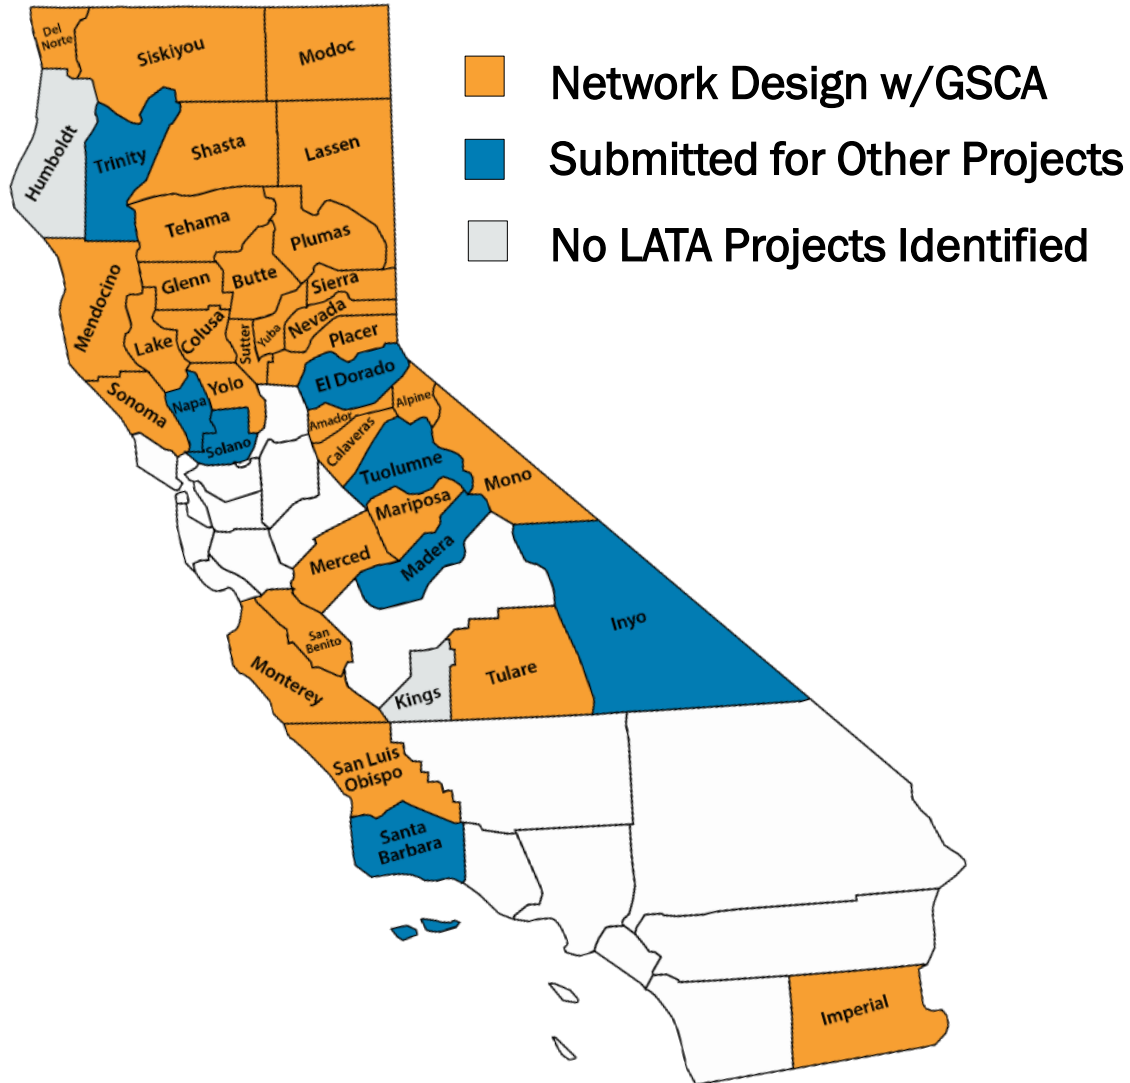 Del
Norte
Siskiyou
Modoc
Network Design w/GSCA
Humboldt
Trinity
Shasta
Lassen
Submitted for Other Projects
Tehama
Plumas
No LATA Projects Identified
Mendocino
Glenn
Butte
Sierra
Lake
Colusa
Sutter
Yuba
Nevada
Placer
Sonoma
Napa
Yolo
El Dorado
Solano
Amador
Alpine
Calaveras
Tuolumne
Mono
Mariposa
Merced
Madera
San
Benito
Inyo
Monterey
Kings
Tulare
San Luis
Obispo
Santa
Barbara
Imperial